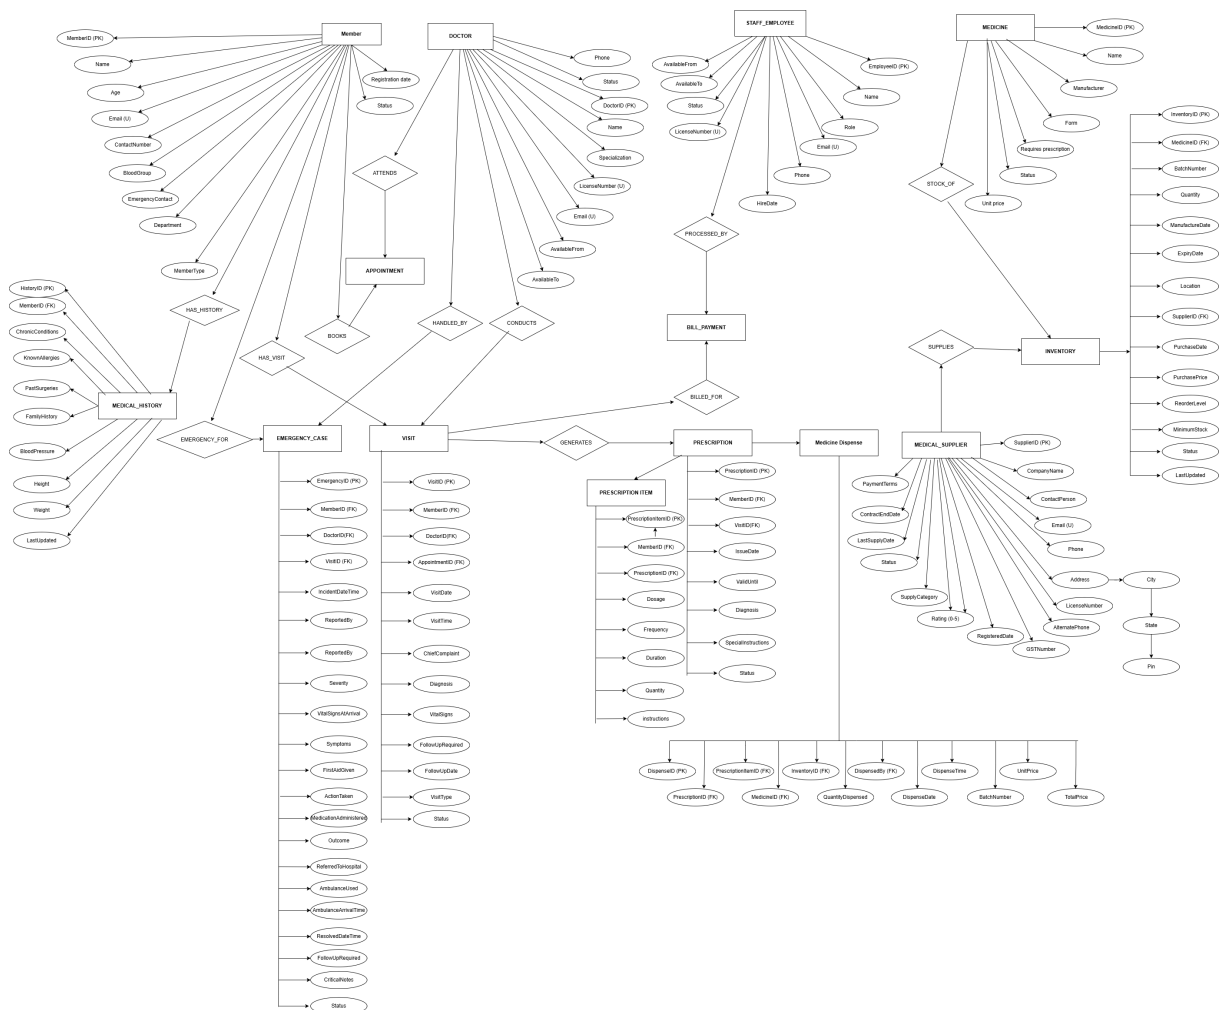 Member
MemberID (PK)
Name
Age
Email (U)
ContactNumber
BloodGroup
EmergencyContact
Department
MemberType
Registration date
Status
DOCTOR
Phone
Status
DoctorID (PK)
Name
Specialization
LicenseNumber (U)
Email (U)
AvailableFrom
AvailableTo
STAFF_EMPLOYEE
AvailableFrom
AvailableTo
Status
LicenseNumber (U)
EmployeeID (PK)
Name
Role
Email (U)
Phone
HireDate
MEDICINE
MedicineID (PK)
Name
Manufacturer
Form
Requires prescription
Status
Unit price
ATTENDS
APPOINTMENT
BOOKS
HAS_HISTORY
HAS_VISIT
HANDLED_BY
CONDUCTS
PROCESSED_BY
BILL_PAYMENT
BILLED_FOR
STOCK_OF
SUPPLIES
INVENTORY
InventoryID (PK)
MedicineID (FK)
BatchNumber
Quantity
ManufactureDate
ExpiryDate
Location
SupplierID (FK)
PurchaseDate
PurchasePrice
ReorderLevel
MinimumStock
Status
LastUpdated
MEDICAL_HISTORY
HistoryID (PK)
MemberID (FK)
ChronicConditions
KnownAllergies
PastSurgeries
FamilyHistory
BloodPressure
Height
Weight
LastUpdated
EMERGENCY_FOR
EMERGENCY_CASE
EmergencyID (PK)
MemberID (FK)
DoctorID(FK)
VisitID (FK)
IncidentDateTime
ReportedBy
ReportedBy
Severity
VitalSignsAtArrival
Symptoms
FirstAidGiven
ActionTaken
MedicationAdministered
Outcome
ReferredToHospital
AmbulanceUsed
AmbulanceArrivalTime
ResolvedDateTime
FollowUpRequired
CriticalNotes
Status
VISIT
VisitID (PK)
MemberID (FK)
DoctorID(FK)
AppointmentID (FK)
VisitDate
VisitTime
ChiefComplaint
Diagnosis
VitalSigns
FollowUpRequired
FollowUpDate
VisitType
Status
GENERATES
PRESCRIPTION
PrescriptionID (PK)
MemberID (FK)
VisitID(FK)
IssueDate
ValidUntil
Diagnosis
SpecialInstructions
Status
PRESCRIPTION ITEM
PrescriptionItemID (PK)
MemberID (FK)
PrescriptionID (FK)
Dosage
Frequency
Duration
Quantity
instructions
Medicine Dispense
DispenseID (PK)
PrescriptionItemID (FK)
InventoryID (FK)
DispensedBy (FK)
DispenseTime
UnitPrice
PrescriptionID (FK)
MedicineID (FK)
QuantityDispensed
DispenseDate
BatchNumber
TotalPrice
MEDICAL_SUPPLIER
SupplierID (PK)
CompanyName
ContactPerson
Email (U)
Phone
Address
City
State
Pin
LicenseNumber
AlternatePhone
GSTNumber
RegisteredDate
Rating (0-5)
SupplyCategory
Status
LastSupplyDate
ContractEndDate
PaymentTerms